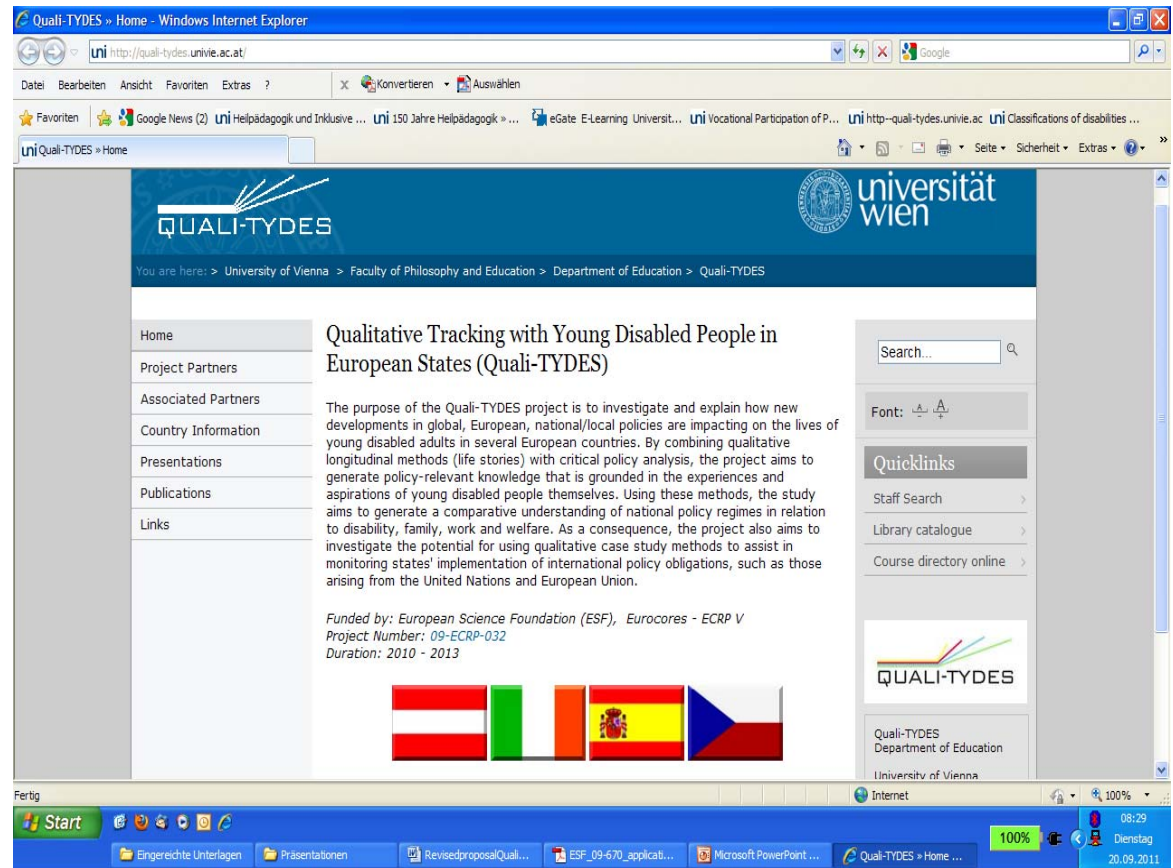 Quali-TYDES » Home - Windows Internet Explorer
uni http://quali-tydes.univie.ac.at/
Google
Datei Bearbeiten Ansicht Favoriten Extras ?
x Konvertieren Auswählen
Favoriten Google News (2) uni Heilpädagogik und Inklusive ... uni 150 Jahre Heilpädagogik » ... eGate E-Learning Universit... uni Vocational Participation of P... uni http--quali-tydes.univie.ac uni Classifications of disabilities ...
uni Quali-TYDES » Home
Seite Sicherheit Extras
QUALI-TYDES
universität
wien
You are here: > University of Vienna > Faculty of Philosophy and Education > Department of Education > Quali-TYDES
Home
Project Partners
Associated Partners
Country Information
Presentations
Publications
Links
Qualitative Tracking with Young Disabled People in
European States (Quali-TYDES)
The purpose of the Quali-TYDES project is to investigate and explain how new
developments in global, European, national/local policies are impacting on the lives of
young disabled adults in several European countries. By combining qualitative
longitudinal methods (life stories) with critical policy analysis, the project aims to
generate policy-relevant knowledge that is grounded in the experiences and
aspirations of young disabled people themselves. Using these methods, the study
aims to generate a comparative understanding of national policy regimes in relation
to disability, family, work and welfare. As a consequence, the project also aims to
investigate the potential for using qualitative case study methods to assist in
monitoring states' implementation of international policy obligations, such as those
arising from the United Nations and European Union.
Funded by: European Science Foundation (ESF), Eurocores - ECRP V
Project Number: 09-ECRP-032
Duration: 2010 - 2013
Search...
Font: A - A +
Quicklinks
Staff Search
Library catalogue
Course directory online
QUALI-TYDES
Quali-TYDES
Department of Education
University of Vienna
Fertig
Internet
100%
Start
100%
08:29
Dienstag
20.09.2011
Eingereichte Unterlagen
Präsentationen
RevisedproposalQuali...
ESF_09-670_applicati...
Microsoft PowerPoint ...
Quali-TYDES » Home ...